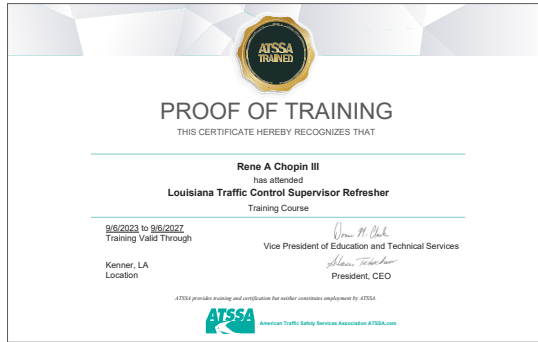 ATSSA
TRAINED
PROOF OF TRAINING
THIS CERTIFICATE HEREBY RECOGNIZES THAT
Rene A Chopin III
has attended
Louisiana Traffic Control Supervisor Refresher
Training Course
9/6/2023 to 9/6/2027
Training Valid Through
Vice President of Education and Technical Services
Kenner, LA
Location
President, CEO
ATSSA provides training and certification but neither constitutes employment by ATSSA
ATSSA
American Traffic Safety Services Association ATSSA.com